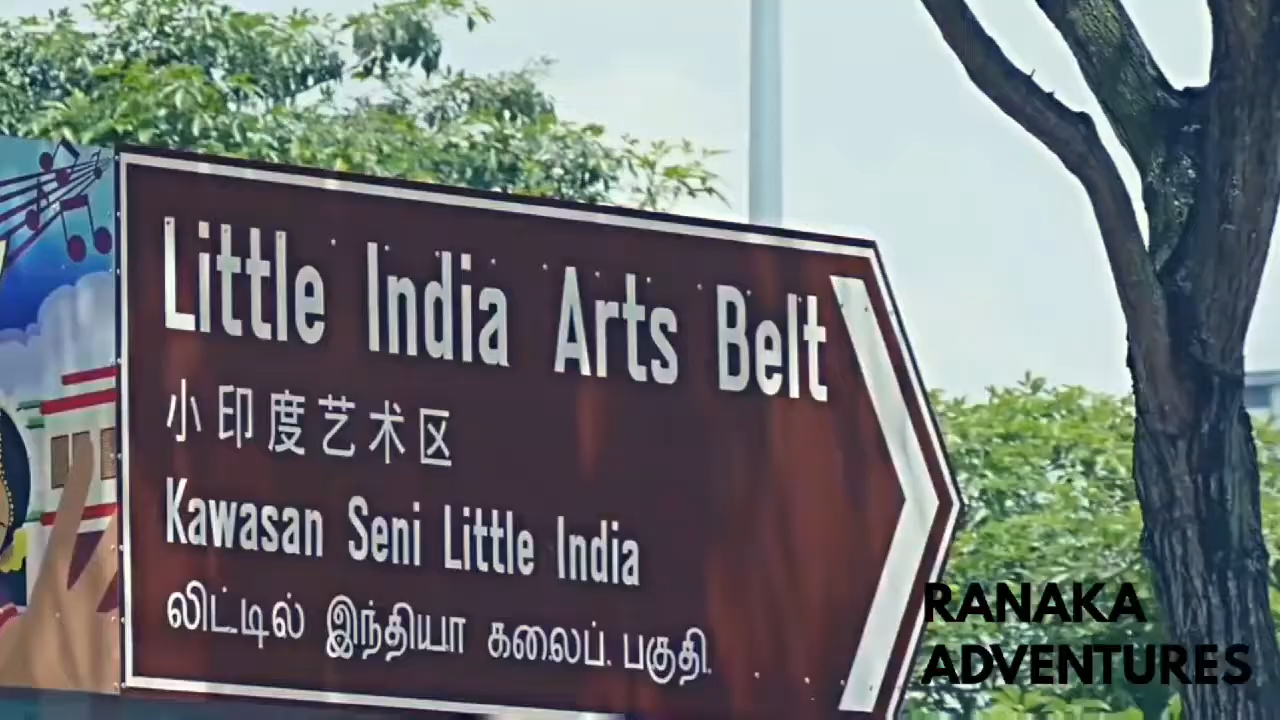 Little India Arts Belt
小印度艺术区
Kawasan Seni Little India
லிட்டில் இந்தியா கலைப் பகுதி.
RANAKA
ADVENTURES